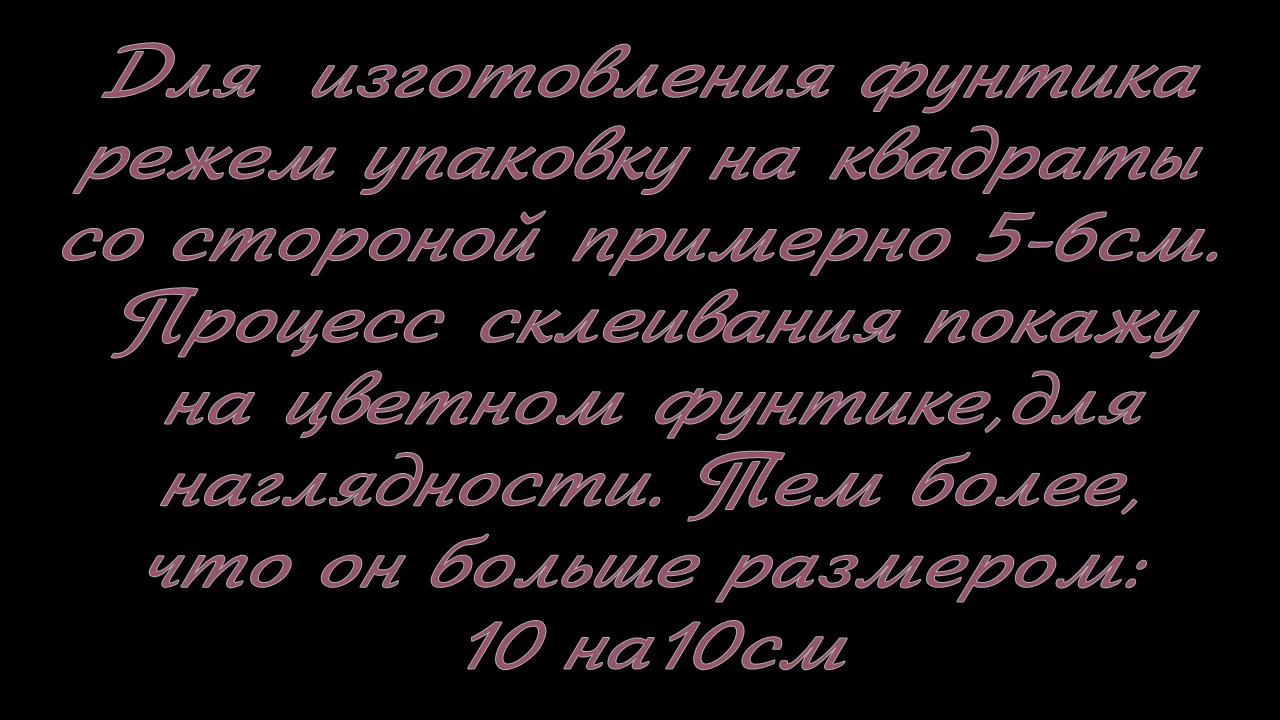 Для изготовления фунтика
режем упаковку на квадраты
со стороной примерно 5-6см.
Процесс склеивания покажу
на цветном фунтике,для
наглядности. Тем более,
что он больше размером:
10 на10см